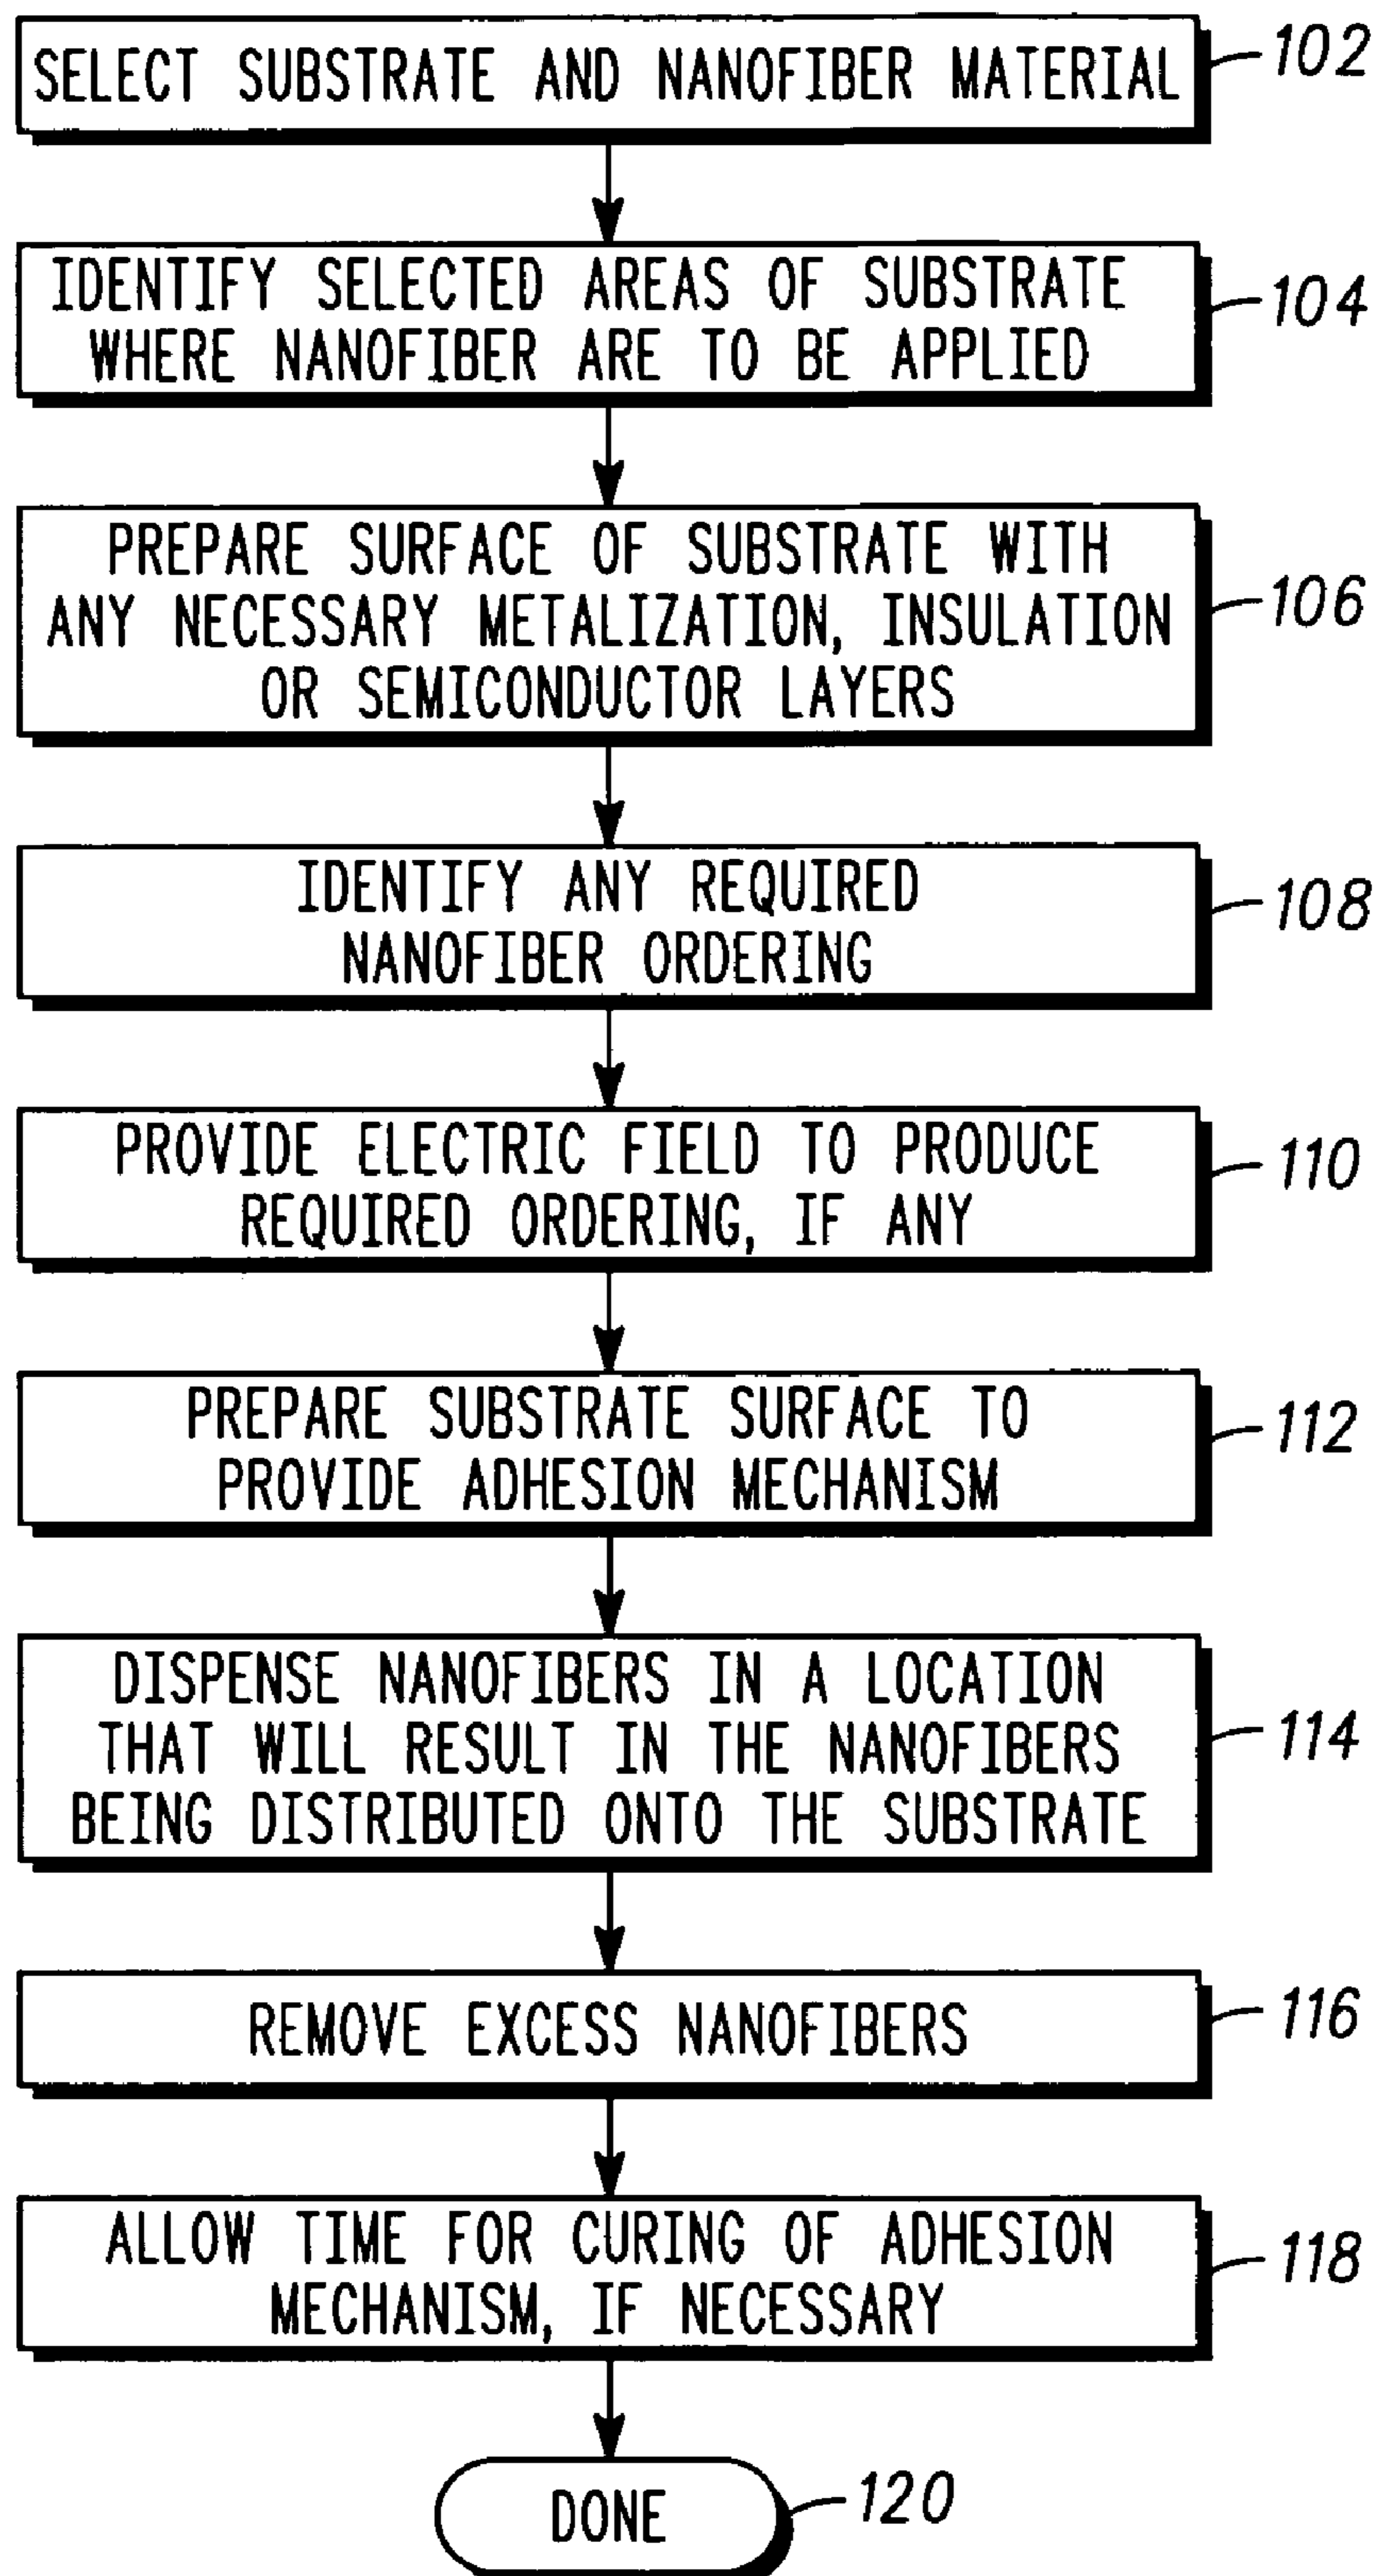 SELECT SUBSTRATE AND NANOFIBER MATERIAL
102
IDENTIFY SELECTED AREAS OF SUBSTRATE
WHERE NANOFIBER ARE TO BE APPLIED
104
PREPARE SURFACE OF SUBSTRATE WITH
ANY NECESSARY METALIZATION, INSULATION
OR SEMICONDUCTOR LAYERS
106
IDENTIFY ANY REQUIRED
NANOFIBER ORDERING
108
PROVIDE ELECTRIC FIELD TO PRODUCE
REQUIRED ORDERING, IF ANY
110
PREPARE SUBSTRATE SURFACE TO
PROVIDE ADHESION MECHANISM
112
DISPENSE NANOFIBERS IN A LOCATION
THAT WILL RESULT IN THE NANOFIBERS
BEING DISTRIBUTED ONTO THE SUBSTRATE
114
REMOVE EXCESS NANOFIBERS
116
ALLOW TIME FOR CURING OF ADHESION
MECHANISM, IF NECESSARY
118
DONE
120